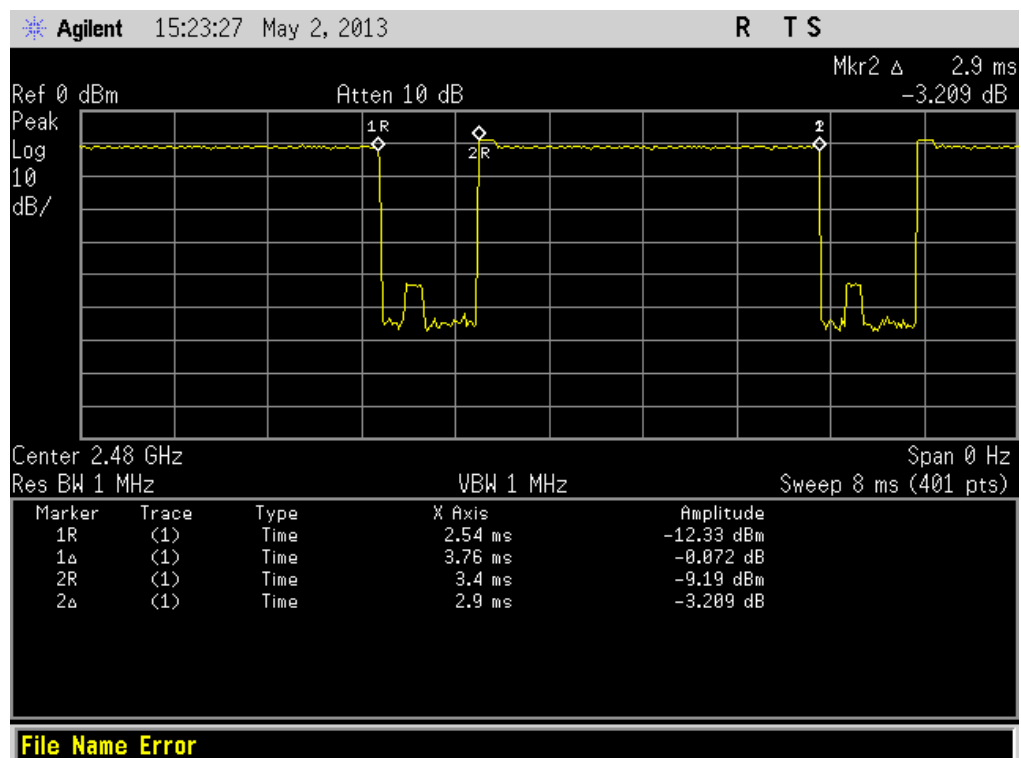 Agilent 15:23:27 May 2, 2013 R T S
Mkr2 Δ 2.9 ms
Ref 0 dBm Atten 10 dB -3.209 dB
Peak
Log
10
dB/
1R
2R
2
Center 2.48 GHz Span 0 Hz
Res BW 1 MHz VBW 1 MHz Sweep 8 ms (401 pts)
Marker Trace Type X Axis Amplitude
1R (1) Time 2.54 ms -12.33 dBm
1Δ (1) Time 3.76 ms -0.072 dB
2R (1) Time 3.4 ms -9.19 dBm
2Δ (1) Time 2.9 ms -3.209 dB
File Name Error